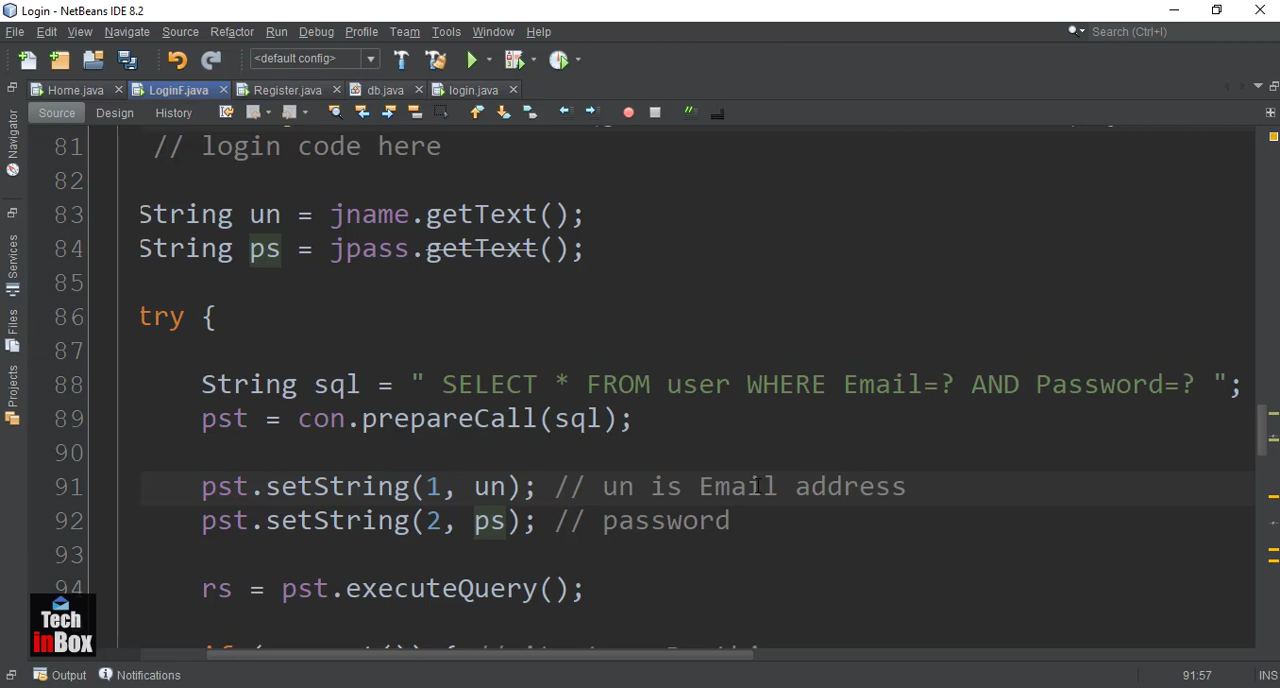 Login - NetBeans IDE 8.2
File Edit View Navigate Source Refactor Run Debug Profile Team Tools Window Help
Search (Ctrl+I)
<default config>
Home.java LoginF.java Register.java db.java login.java
Source Design History
Navigator
Services
Files
Projects
81 // login code here
82
83 String un = jname.getText();
84 String ps = jpass.getText();
85
86 try {
87
88 String sql = " SELECT * FROM user WHERE Email=? AND Password=? ";
89 pst = con.prepareCall(sql);
90
91 pst.setString(1, un); // un is Email address
92 pst.setString(2, ps); // password
93
94 rs = pst.executeQuery();
Tech
inBox
Output Notifications
91:57 INS